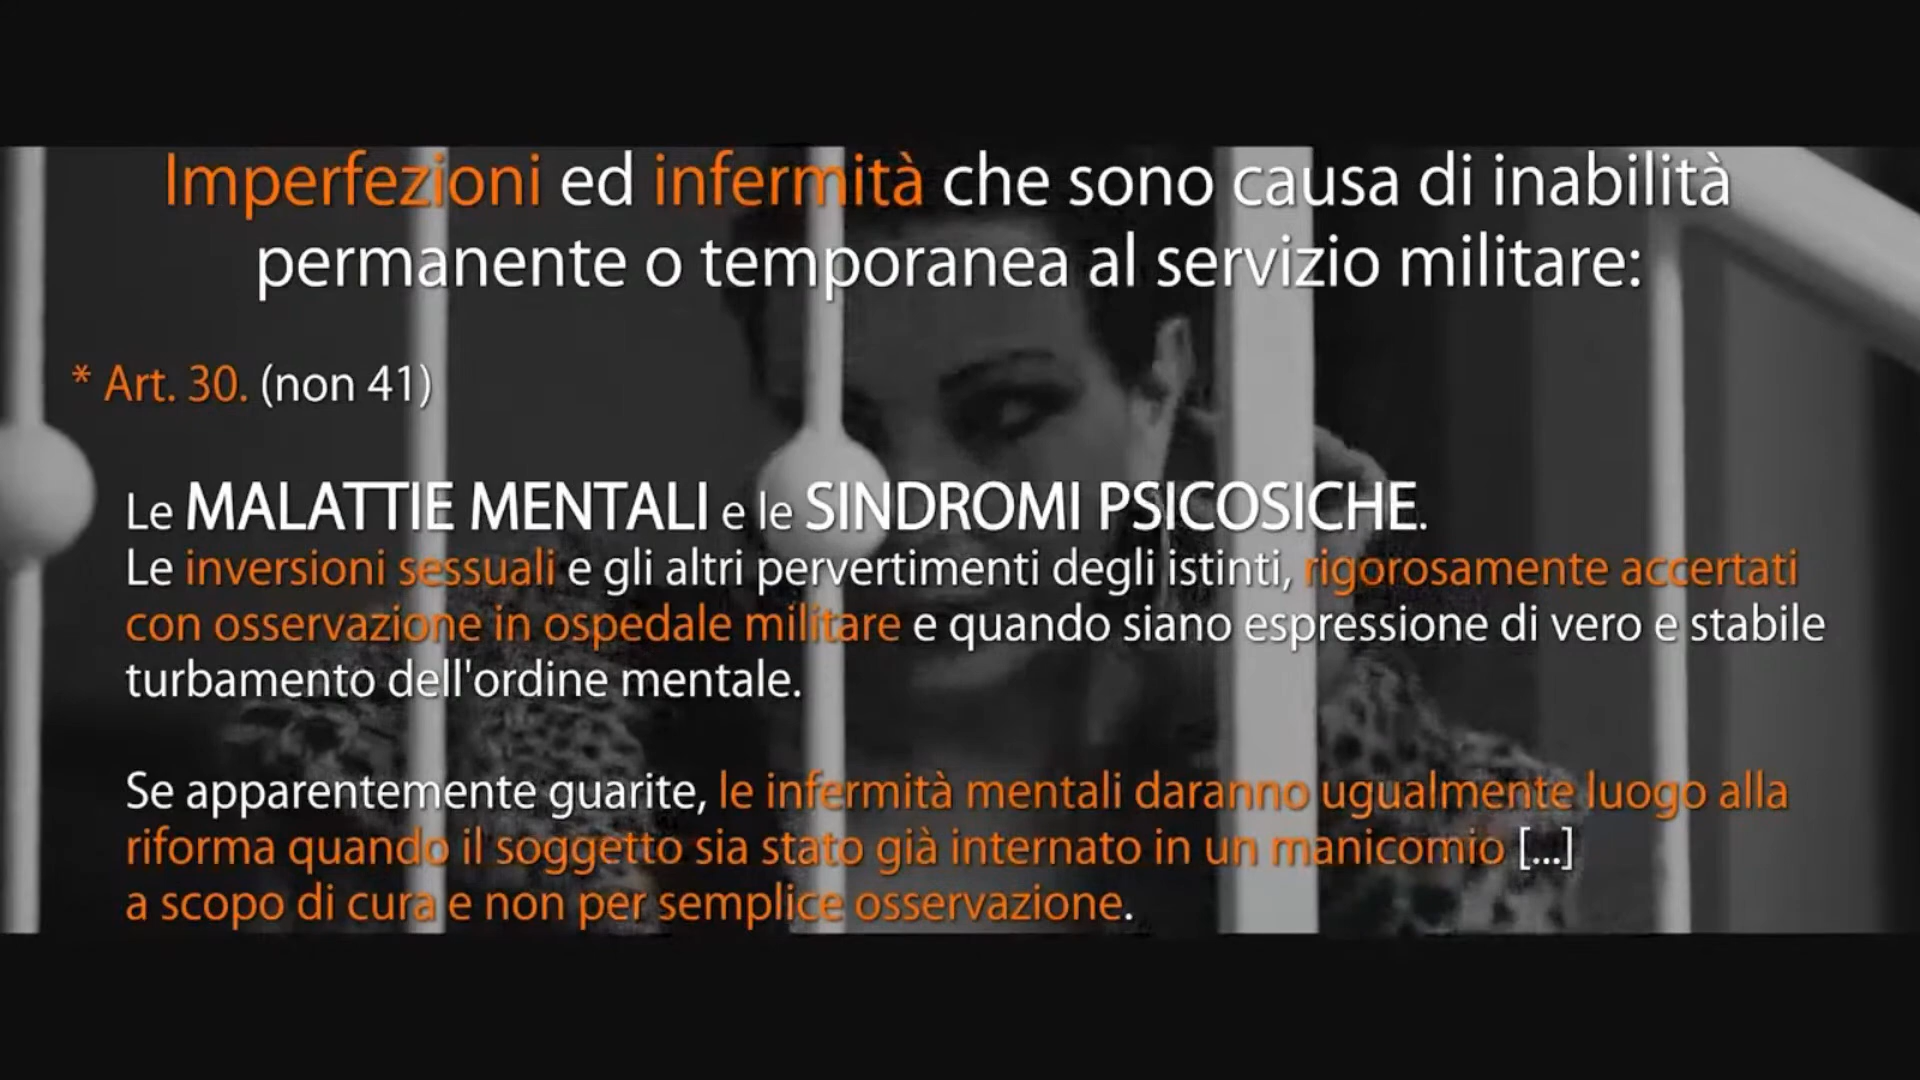 Imperfezioni ed infermità che sono causa di inabilità
permanente o temporanea al servizio militare:
* Art. 30. (non 41)
Le MALATTIE MENTALI e le SINDROMI PSICOSICHE.
Le inversioni sessuali e gli altri pervertimenti degli istinti, rigorosamente accertati
con osservazione in ospedale militare e quando siano espressione di vero e stabile
turbamento dell'ordine mentale.
Se apparentemente guarite, le infermità mentali daranno ugualmente luogo alla
riforma quando il soggetto sia stato già internato in un manicomio [...]
a scopo di cura e non per semplice osservazione.